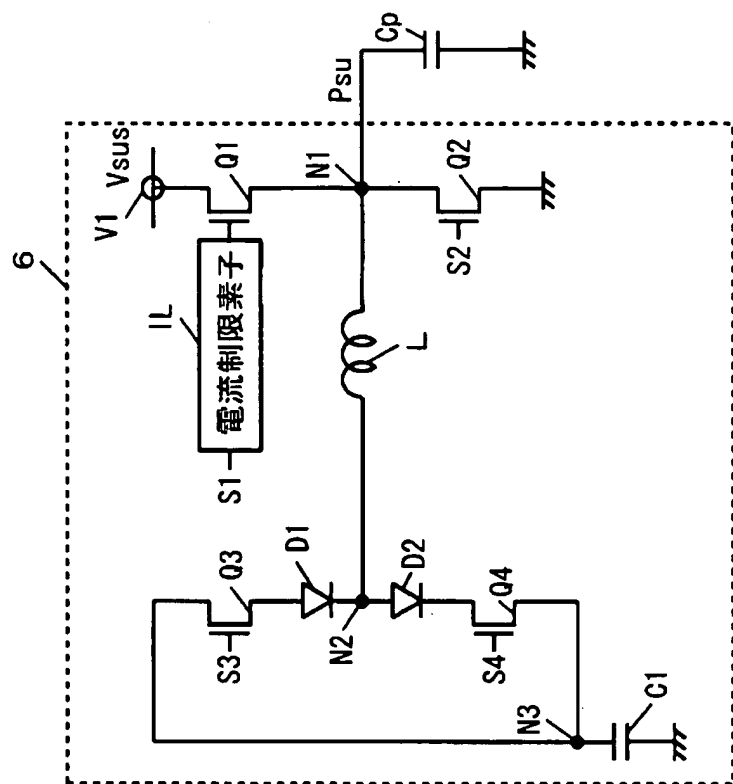 6
V1
Vsus
S1
IL
電流制限素子
Q1
Psu
N1
Cp
S2
Q2
L
S3
Q3
D1
N2
D2
S4
Q4
N3
C1